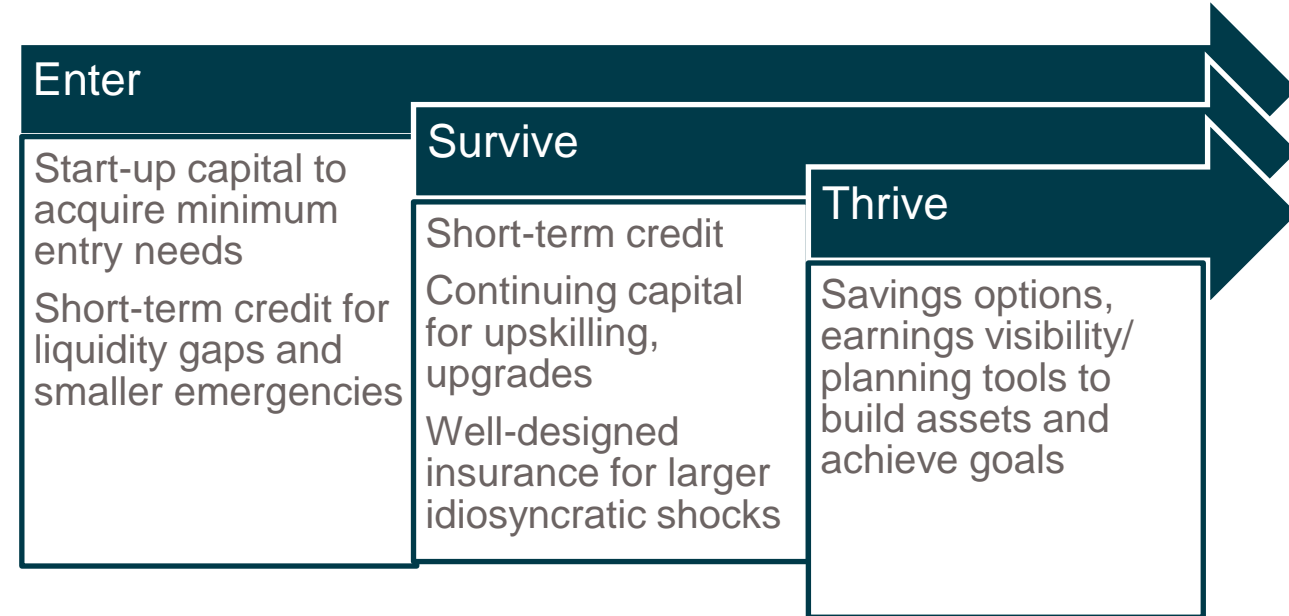 Enter
Start-up capital to
acquire minimum
entry needs
Short-term credit for
liquidity gaps and
smaller emergencies
Survive
Short-term credit
Continuing capital
for upskilling,
upgrades
Well-designed
insurance for larger
idiosyncratic shocks
Thrive
Savings options,
earnings visibility/
planning tools to
build assets and
achieve goals